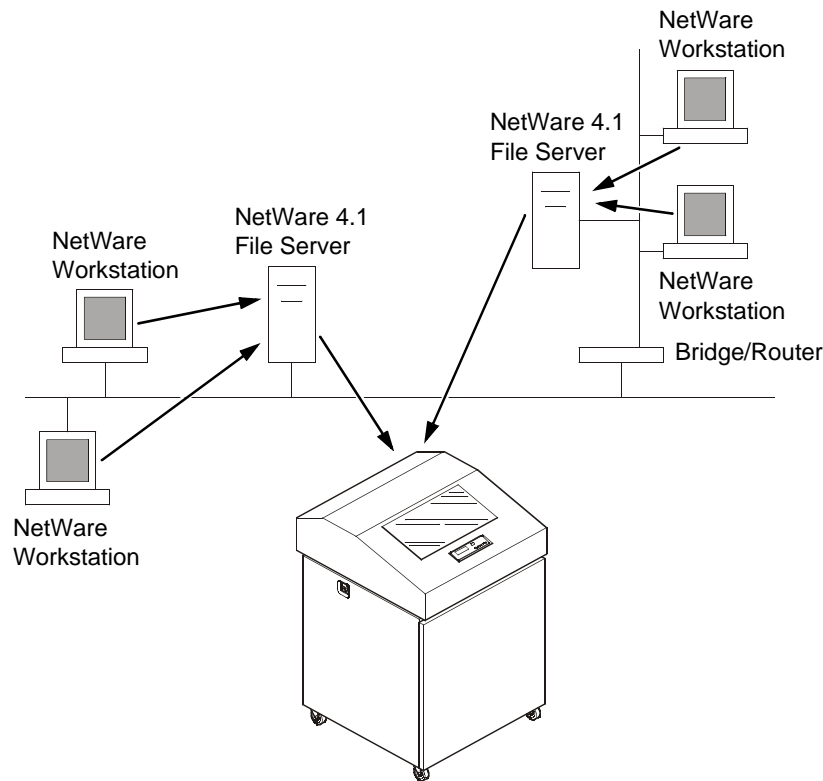 NetWare
Workstation
NetWare 4.1
File Server
NetWare 4.1
File Server
NetWare
Workstation
NetWare
Workstation
Bridge/Router
NetWare
Workstation